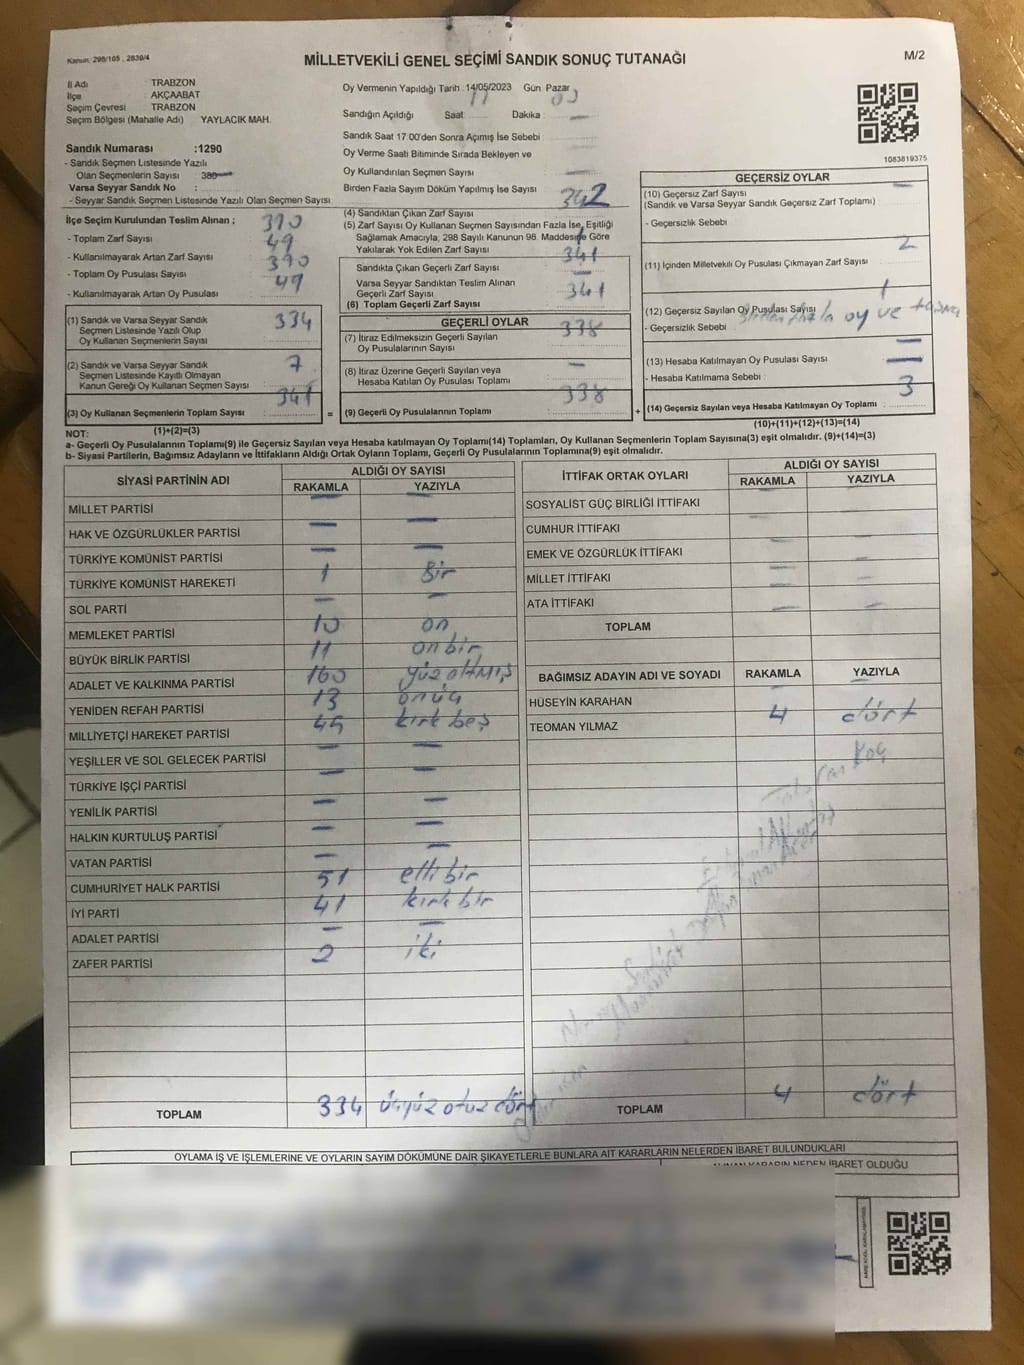 Kanun: 298/105 , 2839/4
MİLLETVEKİLİ GENEL SEÇİMİ SANDIK SONUÇ TUTANAĞI
M/2
İl Adı : TRABZON
İlçe : AKÇAABAT
Seçim Çevresi : TRABZON
Seçim Bölgesi (Mahalle Adı) YAYLACIK MAH.
Sandık Numarası :1290
- Sandık Seçmen Listesinde Yazılı
Olan Seçmenlerin Sayısı 380
Varsa Seyyar Sandık No :
- Seyyar Sandık Seçmen Listesinde Yazılı Olan Seçmen Sayısı :
Oy Vermenin Yapıldığı Tarih :14/05/2023 Gün: Pazar
Sandığın Açıldığı Saat: 17 Dakika : 00
Sandık Saat 17.00'den Sonra Açımış İse Sebebi
Oy Verme Saati Bitiminde Sırada Bekleyen ve
Oy Kullandırılan Seçmen Sayısı
Birden Fazla Sayım Döküm Yapılmış İse Sayısı
1083819375
İlçe Seçim Kurulundan Teslim Alınan ; 390
- Toplam Zarf Sayısı 49
- Kullanılmayarak Artan Zarf Sayısı 390
- Toplam Oy Pusulası Sayısı 49
- Kullanılmayarak Artan Oy Pusulası
(1) Sandık ve Varsa Seyyar Sandık
Seçmen Listesinde Yazılı Olup
Oy Kullanan Seçmenlerin Sayısı 334
(2) Sandık ve Varsa Seyyar Sandık
Seçmen Listesinde Kayıtlı Olmayan
Kanun Gereği Oy Kullanan Seçmen Sayısı 7
(3) Oy Kullanan Seçmenlerin Toplam Sayısı : 341
(1)+(2)=(3)
342
(4) Sandıktan Çıkan Zarf Sayısı
(5) Zarf Sayısı Oy Kullanan Seçmen Sayısından Fazla İse, Eşitliği
Sağlamak Amacıyla, 298 Sayılı Kanunun 98. Maddesine Göre
Yakılarak Yok Edilen Zarf Sayısı 1
Sandıkta Çıkan Geçerli Zarf Sayısı 341
Varsa Seyyar Sandıktan Teslim Alınan
Geçerli Zarf Sayısı
(6) Toplam Geçerli Zarf Sayısı 341
GEÇERLİ OYLAR
(7) İtiraz Edilmeksizin Geçerli Sayılan
Oy Pusulalarının Sayısı 338
(8) İtiraz Üzerine Geçerli Sayılan veya
Hesaba Katılan Oy Pusulası Toplamı
= (9) Geçerli Oy Pusulalarının Toplamı : 338
GEÇERSİZ OYLAR
(10) Geçersiz Zarf Sayısı
(Sandık ve Varsa Seyyar Sandık Geçersiz Zarf Toplamı)
- Geçersizlik Sebebi
2
(11) İçinden Milletvekili Oy Pusulası Çıkmayan Zarf Sayısı
1
(12) Geçersiz Sayılan Oy Pusulası Sayısı
- Geçersizlik Sebebi oy ve
(13) Hesaba Katılmayan Oy Pusulası Sayısı
- Hesaba Katılmama Sebebi :
+ (14) Geçersiz Sayılan veya Hesaba Katılmayan Oy Toplamı : 3
(10)+(11)+(12)+(13)=(14)
NOT:
a- Geçerli Oy Pusulalarının Toplamı(9) ile Geçersiz Sayılan veya Hesaba katılmayan Oy Toplamı(14) Toplamları, Oy Kullanan Seçmenlerin Toplam Sayısına(3) eşit olmalıdır. (9)+(14)=(3)
b- Siyasi Partilerin, Bağımsız Adayların ve İttifakların Aldığı Ortak Oyların Toplamı, Geçerli Oy Pusulalarının Toplamına(9) eşit olmalıdır.
SİYASİ PARTİNİN ADI ALDIĞI OY SAYISI
RAKAMLA YAZIYLA
MİLLET PARTİSİ
HAK VE ÖZGÜRLÜKLER PARTİSİ
TÜRKİYE KOMÜNİST PARTİSİ
TÜRKİYE KOMÜNİST HAREKETİ 1 Bir
SOL PARTİ
MEMLEKET PARTİSİ 10 on
BÜYÜK BİRLİK PARTİSİ 11 on bir
ADALET VE KALKINMA PARTİSİ 160 yüz altmış
YENİDEN REFAH PARTİSİ 13 onüç
MİLLİYETÇİ HAREKET PARTİSİ 45 kırk beş
YEŞİLLER VE SOL GELECEK PARTİSİ
TÜRKİYE İŞÇİ PARTİSİ
YENİLİK PARTİSİ
HALKIN KURTULUŞ PARTİSİ
VATAN PARTİSİ
CUMHURİYET HALK PARTİSİ 51 elli bir
İYİ PARTİ 41 kırk bir
ADALET PARTİSİ
ZAFER PARTİSİ 2 iki
TOPLAM 334 üçyüz otuz dört
İTTİFAK ORTAK OYLARI ALDIĞI OY SAYISI
RAKAMLA YAZIYLA
SOSYALİST GÜÇ BİRLİĞİ İTTİFAKI
CUMHUR İTTİFAKI
EMEK VE ÖZGÜRLÜK İTTİFAKI
MİLLET İTTİFAKI
ATA İTTİFAKI
TOPLAM
BAĞIMSIZ ADAYIN ADI VE SOYADI RAKAMLA YAZIYLA
HÜSEYİN KARAHAN
TEOMAN YILMAZ 4 dört
TOPLAM 4 dört
OYLAMA İŞ VE İŞLEMLERİNE VE OYLARIN SAYIM DÖKÜMÜNE DAİR ŞİKAYETLERLE BUNLARA AİT KARARLARIN NELERDEN İBARET BULUNDUKLARI
ALINAN KARARIN NEDEN İBARET OLDUĞU